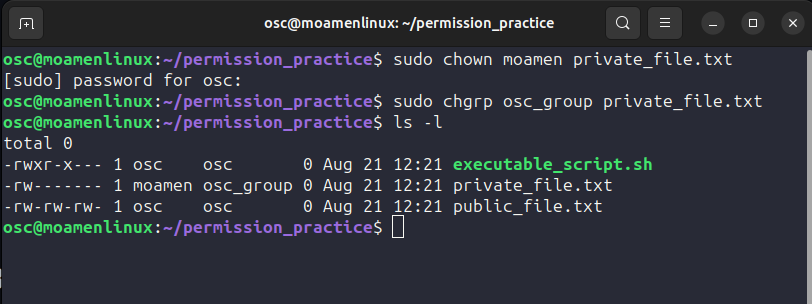 osc@moamenlinux: ~/permission_practice
osc@moamenlinux:~/permission_practice$ sudo chown moamen private_file.txt
[sudo] password for osc:
osc@moamenlinux:~/permission_practice$ sudo chgrp osc_group private_file.txt
osc@moamenlinux:~/permission_practice$ ls -l
total 0
-rwxr-x--- 1 osc    osc       0 Aug 21 12:21 executable_script.sh
-rw------- 1 moamen osc_group 0 Aug 21 12:21 private_file.txt
-rw-rw-rw- 1 osc    osc       0 Aug 21 12:21 public_file.txt
osc@moamenlinux:~/permission_practice$